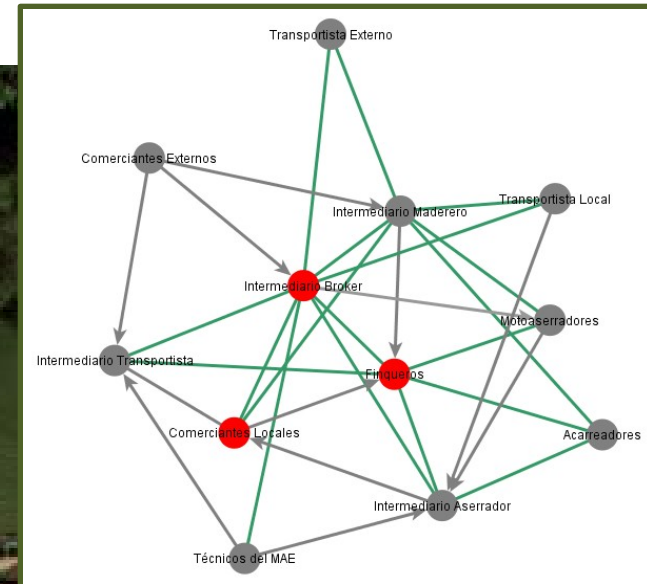 Transportista Externo
Comerciantes Externos
Transportista Local
Intermediario Maderero
Intermediario Broker
Motoaserradores
Intermediario Transportista
Finqueros
Comerciantes Locales
Acarreadores
Intermediario Aserrador
Técnicos del MAE